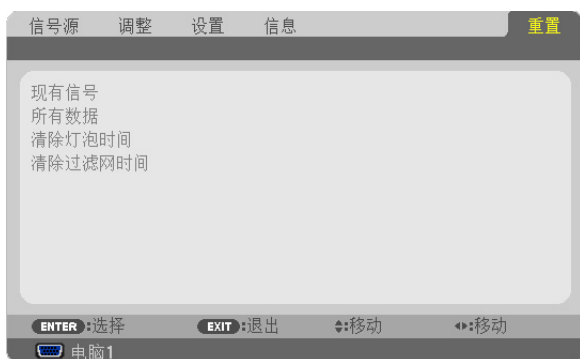 信号源 调整 设置 信息 重置
现有信号
所有数据
清除灯泡时间
清除过滤网时间
ENTER:选择 EXIT:退出 :移动 :移动
电脑1